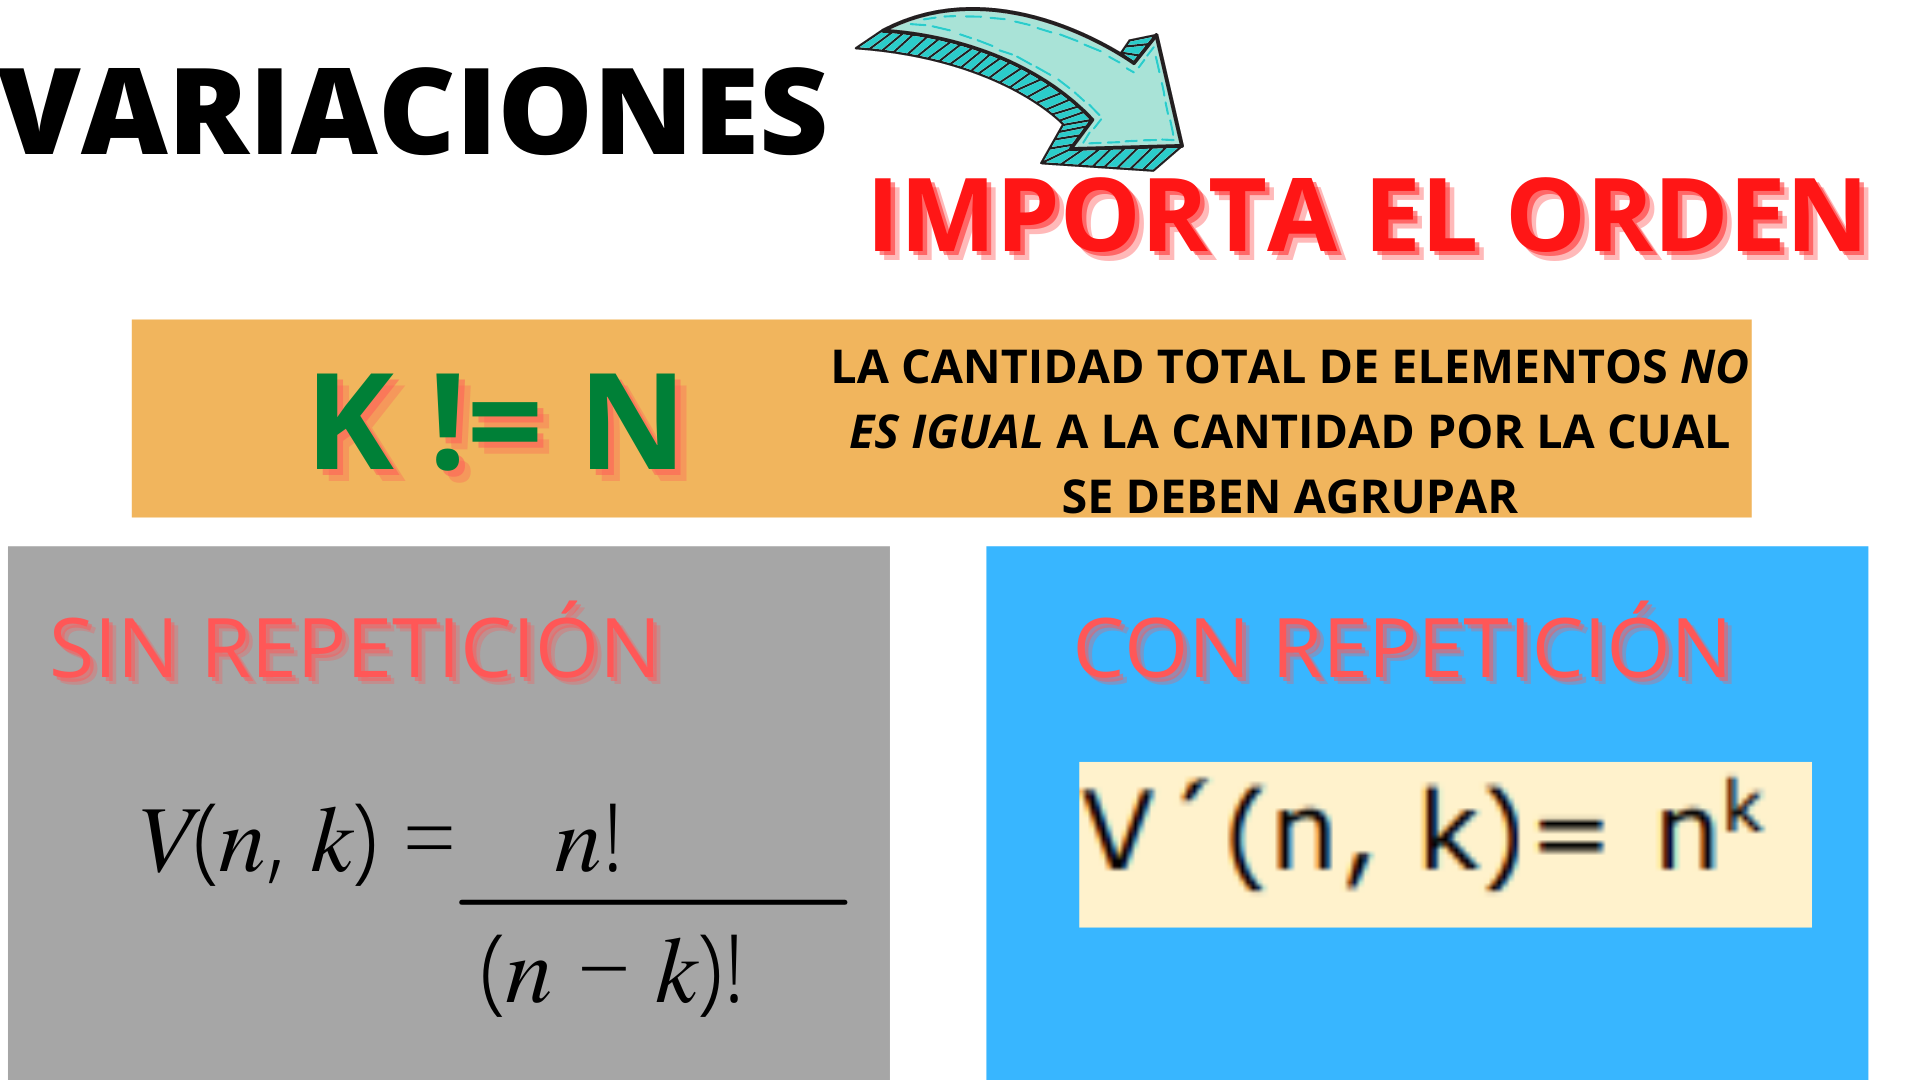 VARIACIONES
IMPORTA EL ORDEN
K != N
LA CANTIDAD TOTAL DE ELEMENTOS NO
ES IGUAL A LA CANTIDAD POR LA CUAL
SE DEBEN AGRUPAR
SIN REPETICIÓN
V(n, k) = n!
(n − k)!
CON REPETICIÓN
V´(n, k)= nᵏ